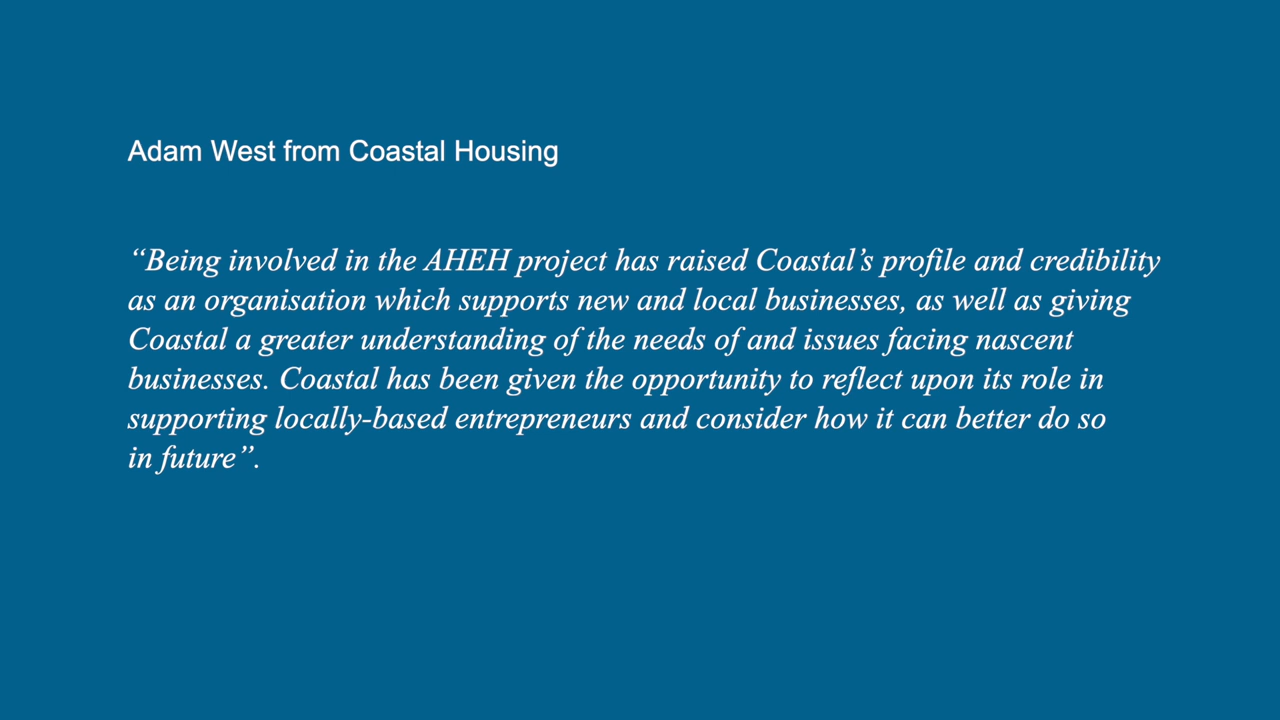 Adam West from Coastal Housing
“Being involved in the AHEH project has raised Coastal’s profile and credibility
as an organisation which supports new and local businesses, as well as giving
Coastal a greater understanding of the needs of and issues facing nascent
businesses. Coastal has been given the opportunity to reflect upon its role in
supporting locally-based entrepreneurs and consider how it can better do so
in future”.